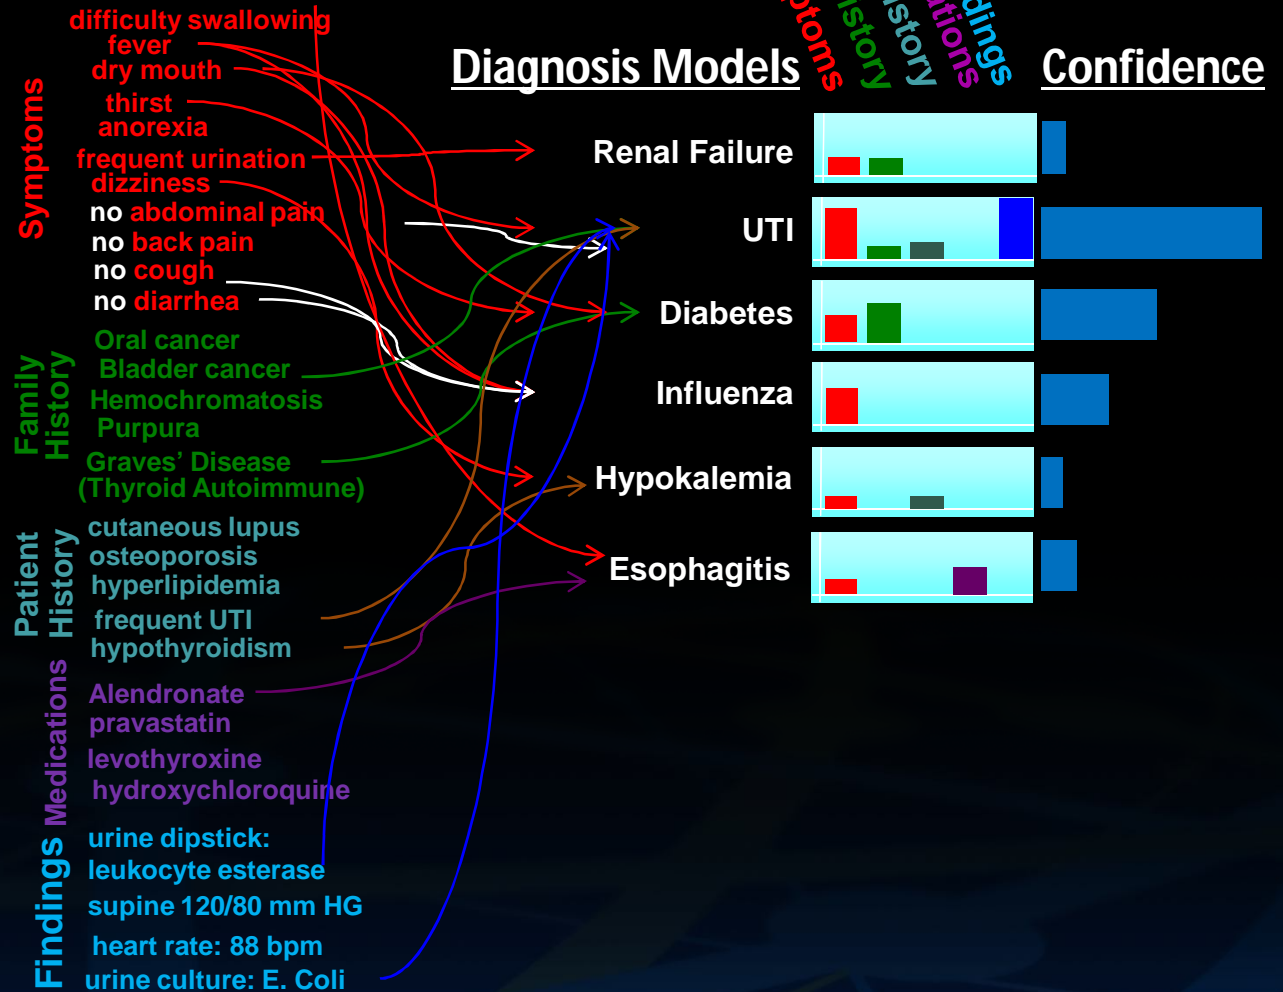 difficulty swallowing
fever
dry mouth
thirst
anorexia
frequent urination
dizziness
no abdominal pain
no back pain
no cough
no diarrhea
Symptoms
Oral cancer
Bladder cancer
Hemochromatosis
Purpura
Graves' Disease
(Thyroid Autoimmune)
Family
History
cutaneous lupus
osteoporosis
hyperlipidemia
frequent UTI
hypothyroidism
Patient
History
Alendronate
pravastatin
levothyroxine
hydroxychloroquine
Medications
urine dipstick:
leukocyte esterase
supine 120/80 mm HG
heart rate: 88 bpm
urine culture: E. Coli
Findings
Diagnosis Models
Confidence
Renal Failure
UTI
Diabetes
Influenza
Hypokalemia
Esophagitis